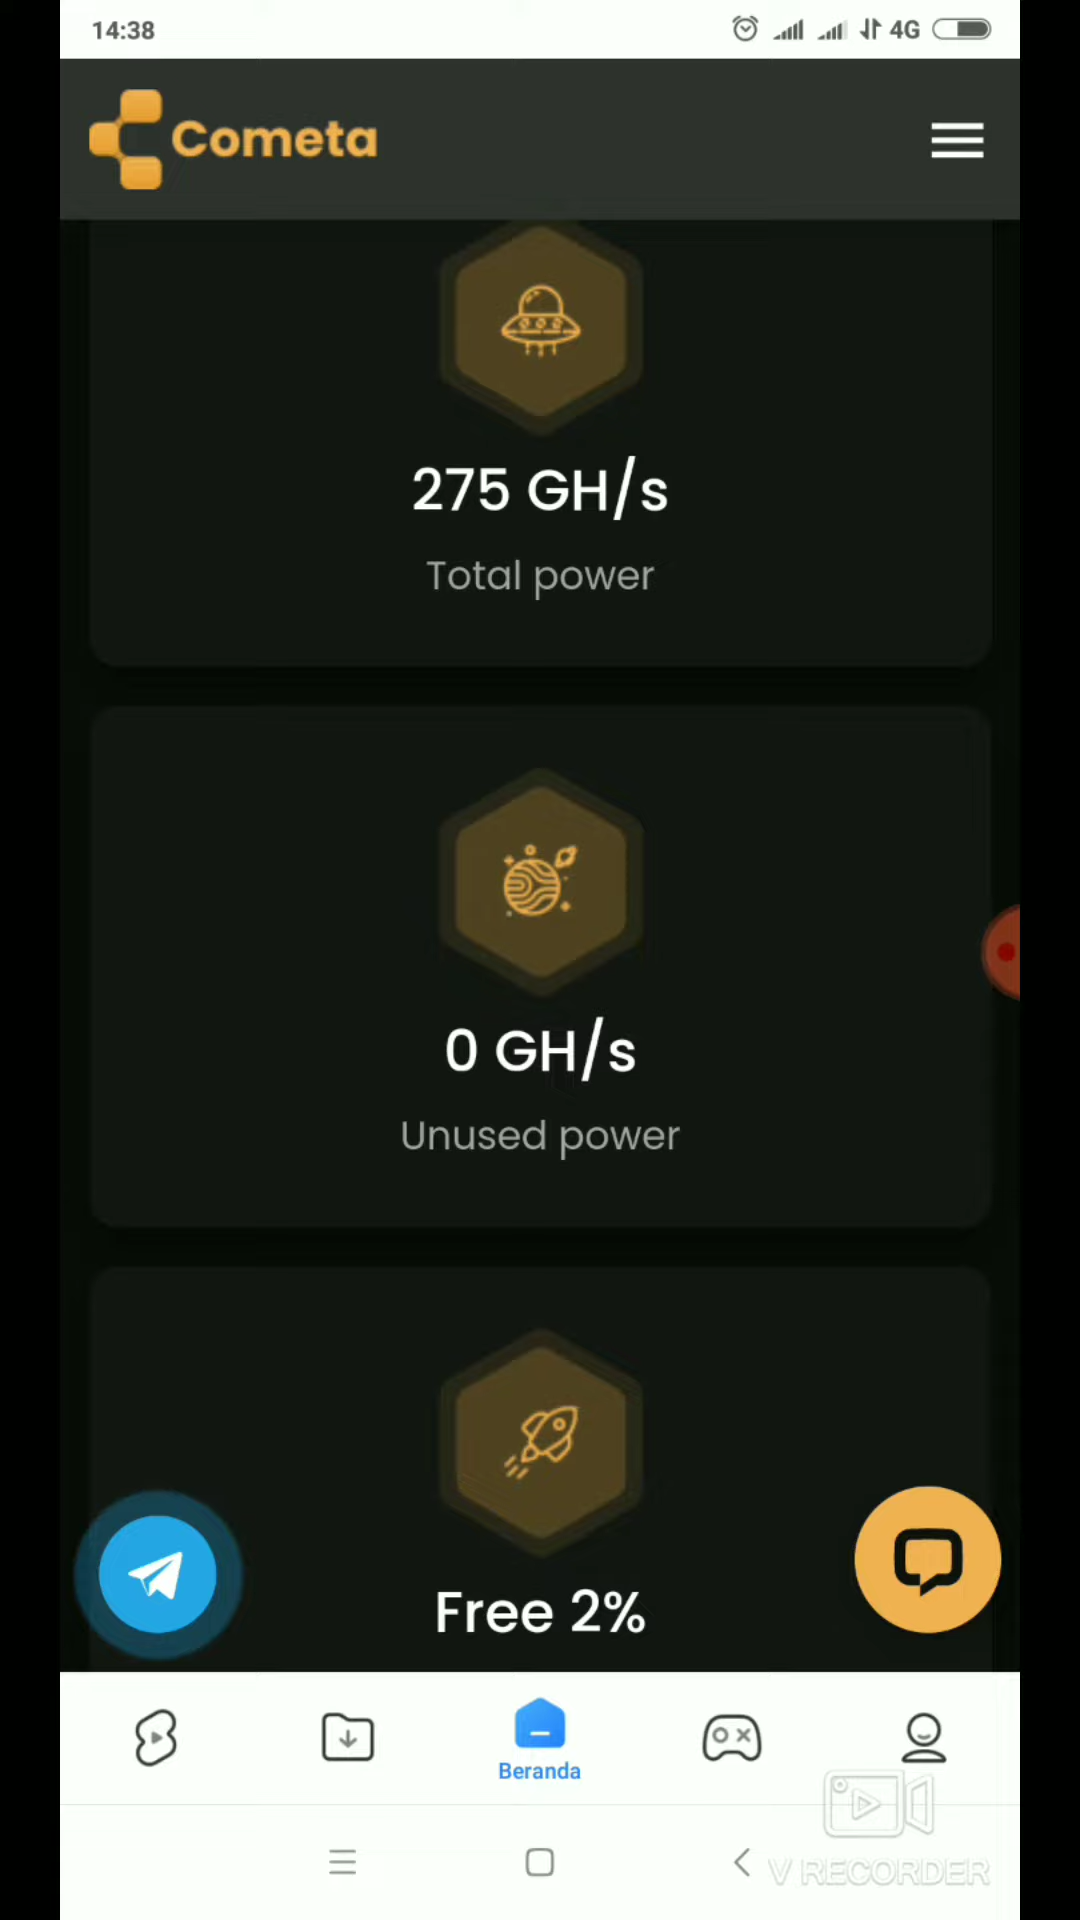 14:38
4G
Cometa
275 GH/s
Total power
0 GH/s
Unused power
Free 2%
Beranda
V RECORDER